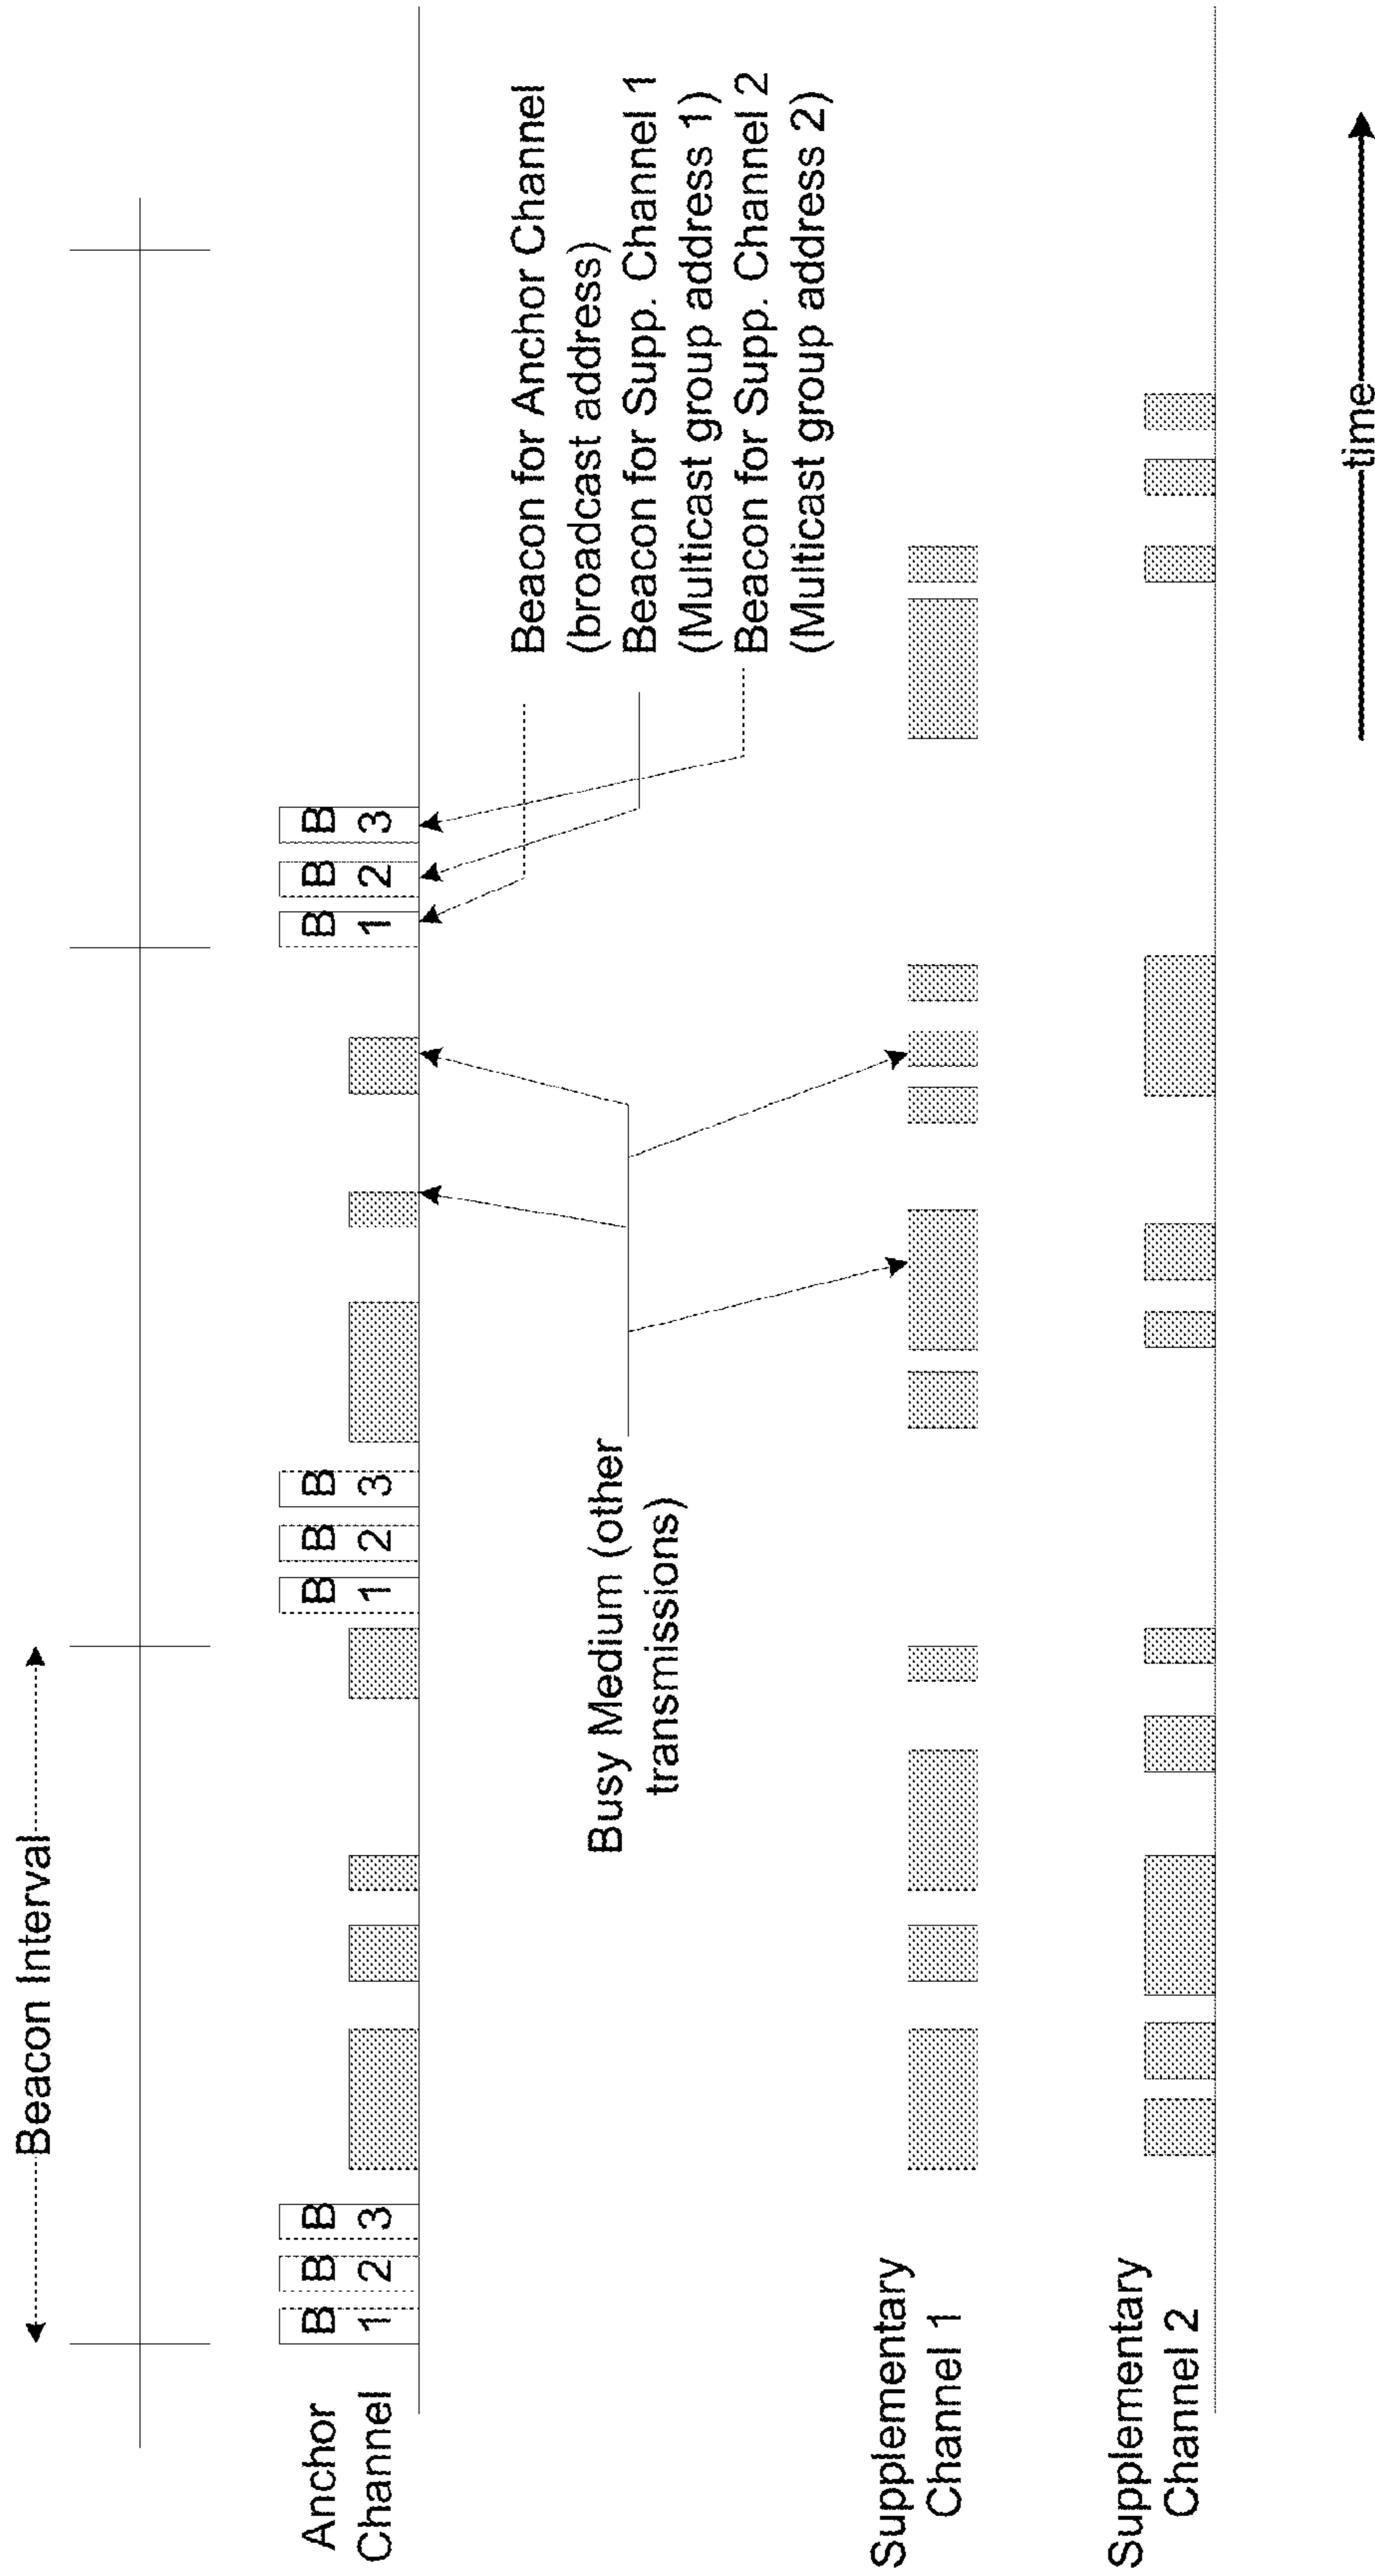 Beacon Interval
Anchor
Channel
B
1
B
2
B
3
B
1
B
2
B
3
B
1
B
2
B
3
Beacon for Anchor Channel
(broadcast address)
Beacon for Supp. Channel 1
(Multicast group address 1)
Beacon for Supp. Channel 2
(Multicast group address 2)
Busy Medium (other
transmissions)
Supplementary
Channel 1
Supplementary
Channel 2
time